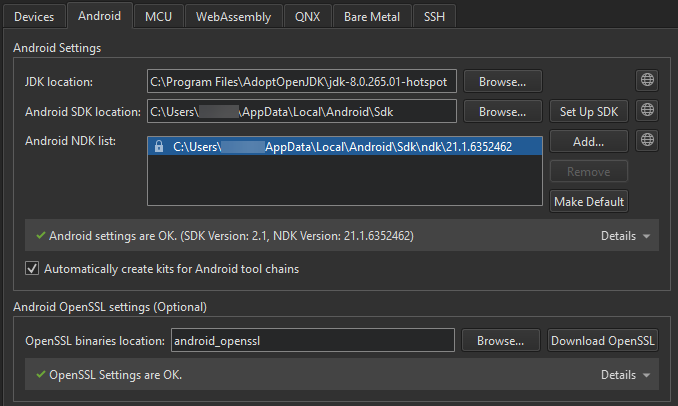 Devices Android MCU WebAssembly QNX Bare Metal SSH
Android Settings
JDK location: C:\Program Files\AdoptOpenJDK\jdk-8.0.265.01-hotspot Browse...
Android SDK location: C:\Users\ \AppData\Local\Android\Sdk Browse... Set Up SDK
Android NDK list: C:\Users\ AppData\Local\Android\Sdk\ndk\21.1.6352462 Add...
Remove
Make Default
Android settings are OK. (SDK Version: 2.1, NDK Version: 21.1.6352462) Details
Automatically create kits for Android tool chains
Android OpenSSL settings (Optional)
OpenSSL binaries location: android_openssl Browse... Download OpenSSL
OpenSSL Settings are OK. Details